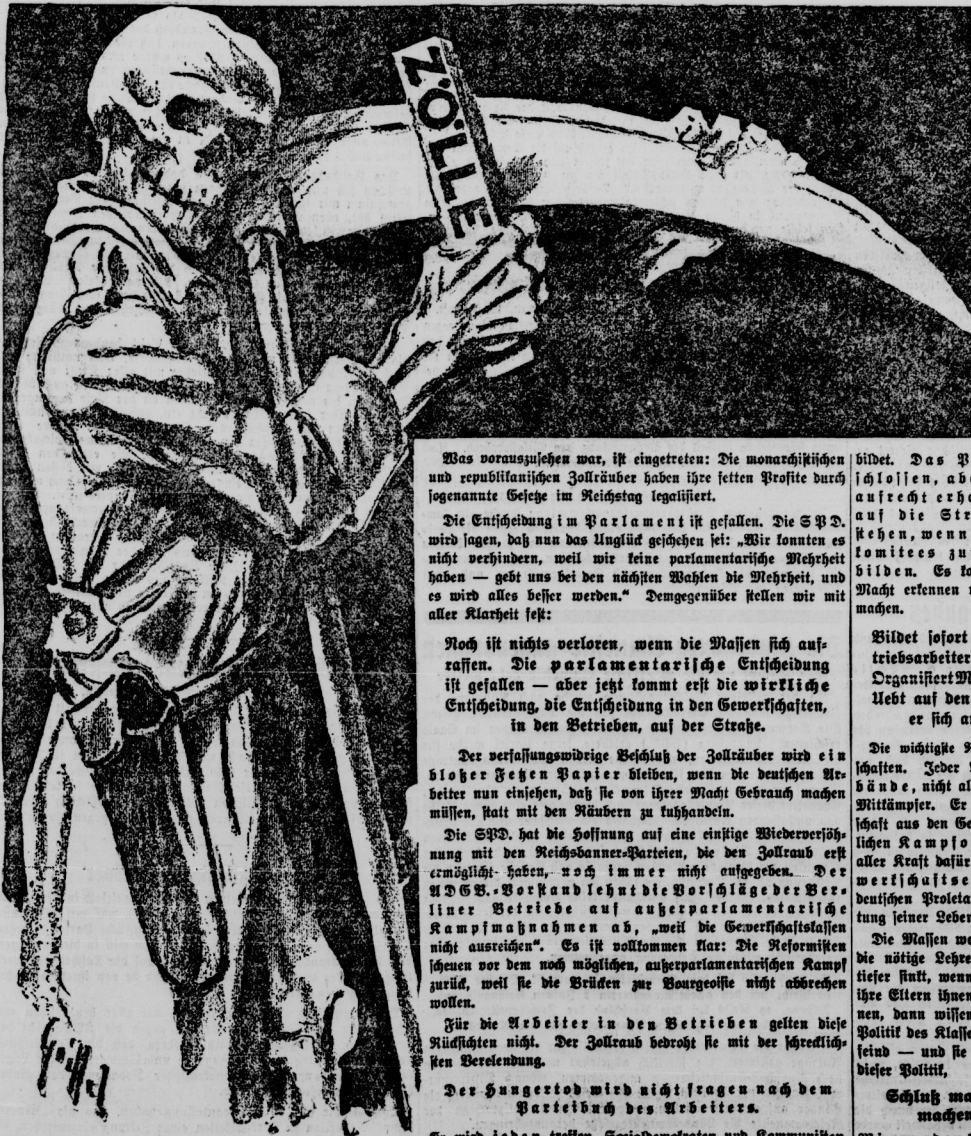 ZÖLLE
Was vorauszusehen war, ist eingetreten: Die monarchistischen
und republikanischen Zollräuber haben ihre fetten Profite durch
sogenannte Gesetze im Reichstag legalisiert.
Die Entscheidung im Parlament ist gefallen. Die SPD.
wird sagen, daß nun das Unglück geschehen sei: „Wir konnten es
nicht verhindern, weil wir keine parlamentarische Mehrheit
haben — gebt uns bei den nächsten Wahlen die Mehrheit, und
es wird alles besser werden.“ Demgegenüber stellen wir mit
aller Klarheit fest:
Noch ist nichts verloren, wenn die Massen sich auf-
raffen. Die parlamentarische Entscheidung
ist gefallen — aber jetzt kommt erst die wirkliche
Entscheidung, die Entscheidung in den Gewerkschaften,
in den Betrieben, auf der Straße.
Der verfassungswidrige Beschluß der Zollräuber wird ein
bloßer Fetzen Papier bleiben, wenn die deutschen Ar-
beiter nun einsehen, daß sie von ihrer Macht Gebrauch machen
müssen, statt mit den Räubern zu kuhhandeln.
Die SPD. hat die Hoffnung auf eine einstige Wiederversöh-
nung mit den Reichsbanner-Parteien, die den Zollraub erst
ermöglicht haben, noch immer nicht aufgegeben. Der
ADGB.-Vorstand lehnt die Vorschläge der Ber-
liner Betriebe auf außerparlamentarische
Kampfmaßnahmen ab, „weil die Gewerkschaftskassen
nicht ausreichen“. Es ist vollkommen klar: Die Reformisten
scheuen vor dem noch möglichen, außerparlamentarischen Kampf
zurück, weil sie die Brücken zur Bourgeoisie nicht abbrechen
wollen.
Für die Arbeiter in den Betrieben gelten diese
Rücksichten nicht. Der Zollraub bedroht sie mit der schrecklich-
sten Verelendung.
Der Hungertod wird nicht fragen nach dem
Parteibuch des Arbeiters.
Er wird jeden treffen, Sozialdemokraten und Kommunisten
bildet. Das P
schlossen, abe
aufrecht erha
auf die Str
stehen, wenn
komitees zu
bilden. Es ko
Macht erkennen
machen.
Bildet sofort
triebsarbeiter
Organisiert M
Uebt auf den
er sich a
Die wichtigste
schaften. Jeder
bände, nicht al
Mitkämpfer. Er
schaft aus den Ge
lichen Kampfo
aller Kraft dafür
werkschaftse
deutschen Proleta
tung seiner Leben
Die Massen we
die nötige Lehre
tiefer sinkt, wenn
ihre Eltern ihnen
nen, dann wissen
Politik des Klasse
feind — und sie
dieser Politik,
Schluß ma
machen